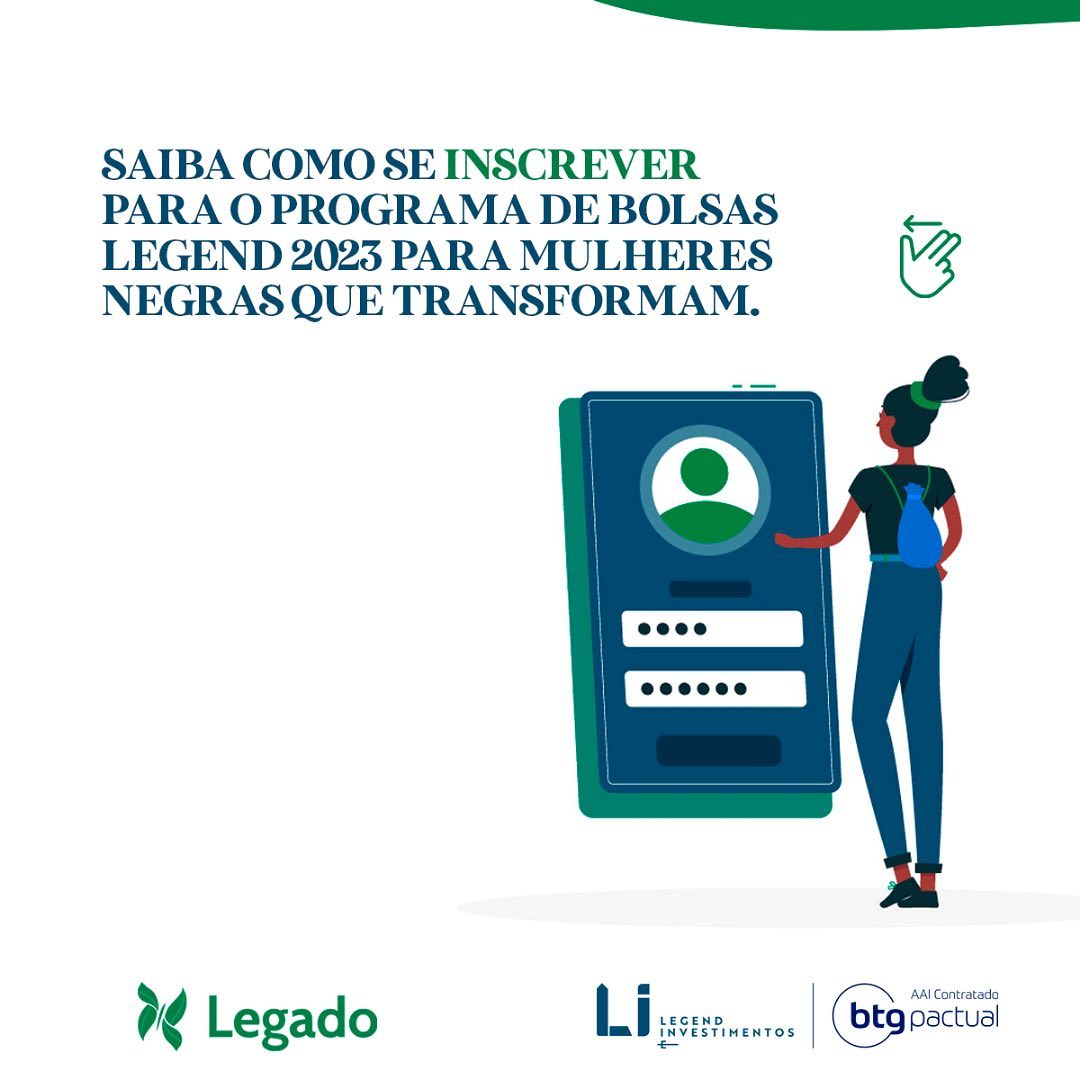 SAIBA COMO SE INSCREVER
PARA O PROGRAMA DE BOLSAS
LEGEND 2023 PARA MULHERES
NEGRAS QUE TRANSFORMAM.
Legado
Li
LEGEND
INVESTIMENTOS
AAI Contratado
btg pactual